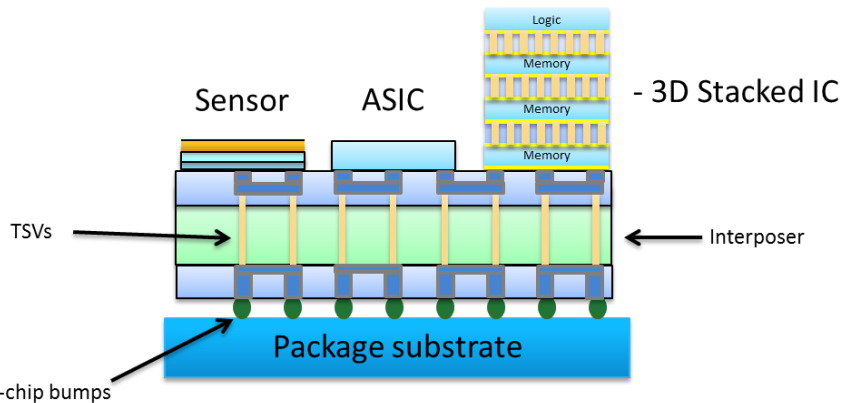 Logic
Memory
Sensor
ASIC
- 3D Stacked IC
Memory
Memory
TSVs
Interposer
Package substrate
-chip bumps